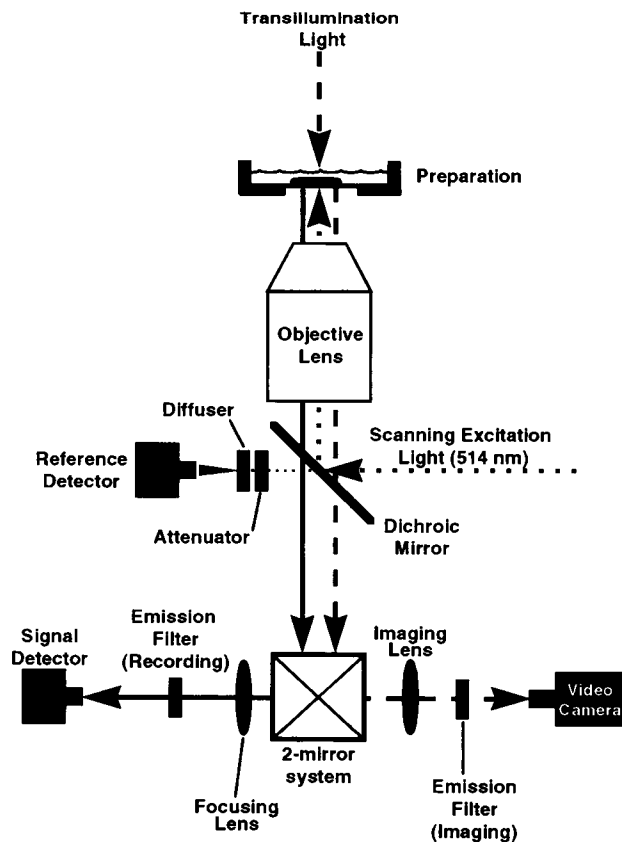 Transillumination
Light
Preparation
Objective
Lens
Diffuser
Scanning Excitation
Light (514 nm)
Reference
Detector
Attenuator
Dichroic
Mirror
Emission
Filter
(Recording)
Imaging
Lens
Signal
Detector
Video
Camera
2-mirror
system
Focusing
Lens
Emission
Filter
(Imaging)